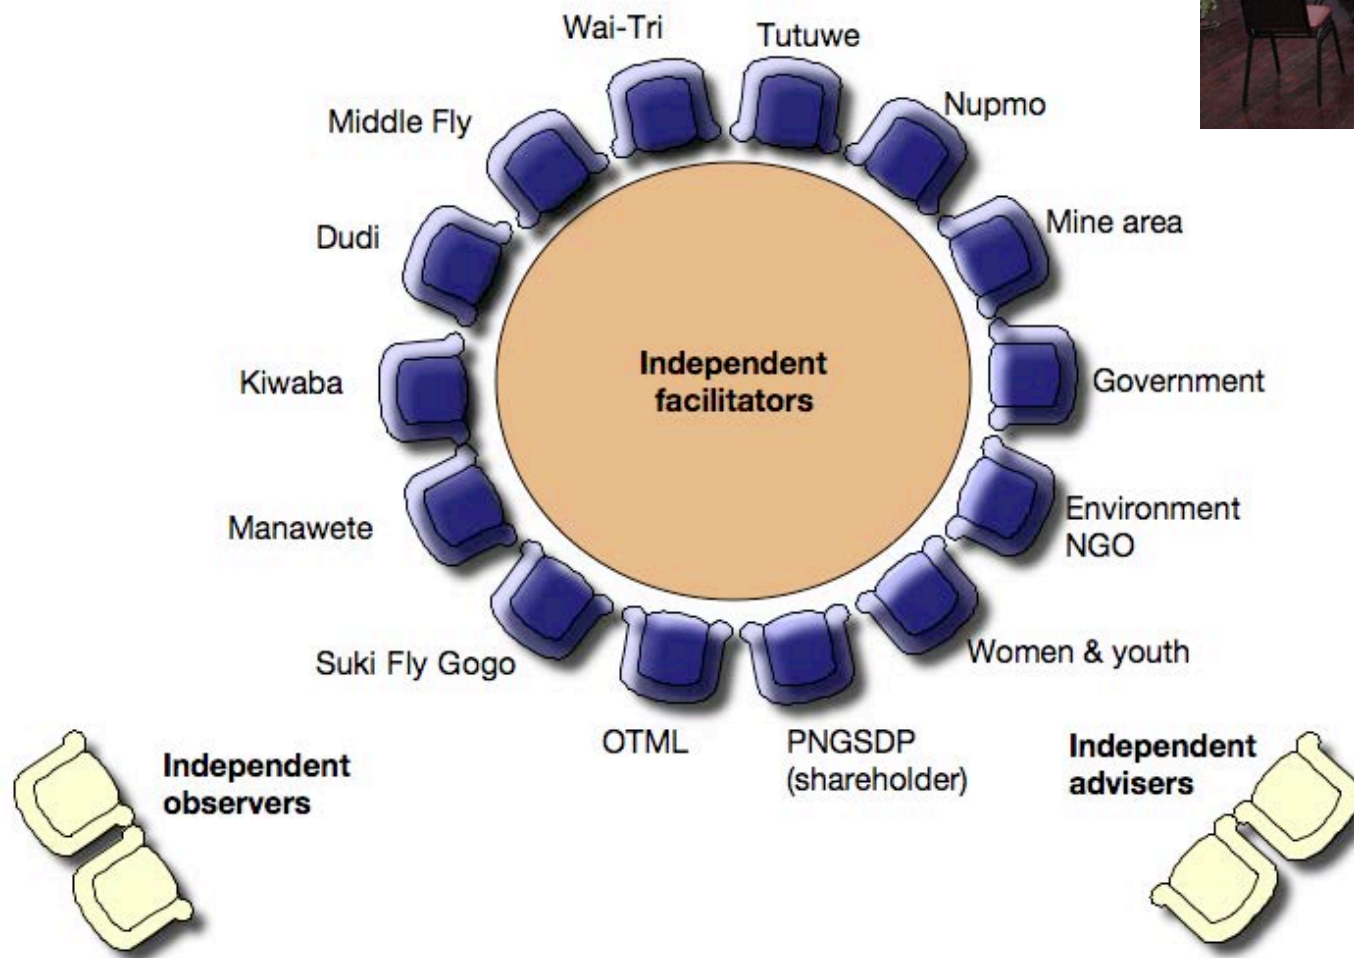 Wai-Tri
Tutuwe
Nupmo
Middle Fly
Mine area
Dudi
Independent
facilitators
Kiwaba
Government
Manawete
Environment
NGO
Suki Fly Gogo
Women & youth
OTML
PNGSDP
(shareholder)
Independent
observers
Independent
advisers